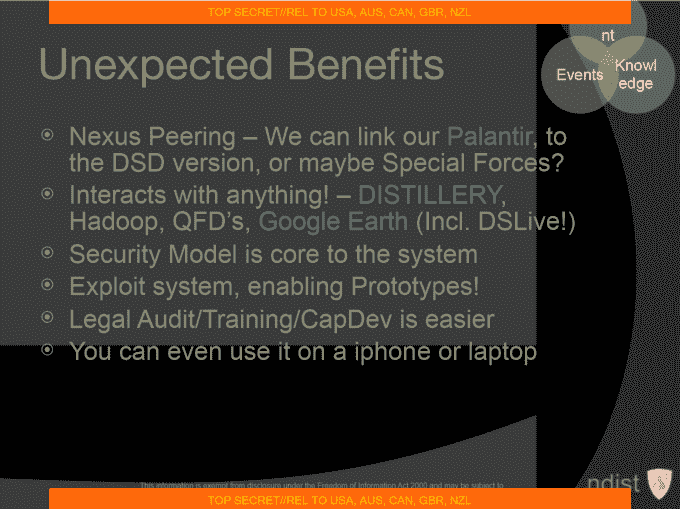 TOP SECRET//REL TO USA, AUS, CAN, GBR, NZL
nt
Unexpected Benefits
Events
Knowl
edge
Nexus Peering – We can link our Palantir, to
the DSD version, or maybe Special Forces?
Interacts with anything! – DISTILLERY,
Hadoop, QFD's, Google Earth (Incl. DSLive!)
Security Model is core to the system
Exploit system, enabling Prototypes!
Legal Audit/Training/CapDev is easier
You can even use it on a iphone or laptop
This information is exempt from disclosure under the Freedom of Information Act 2000 and may be subject to
ndist
TOP SECRET//REL TO USA, AUS, CAN, GBR, NZL